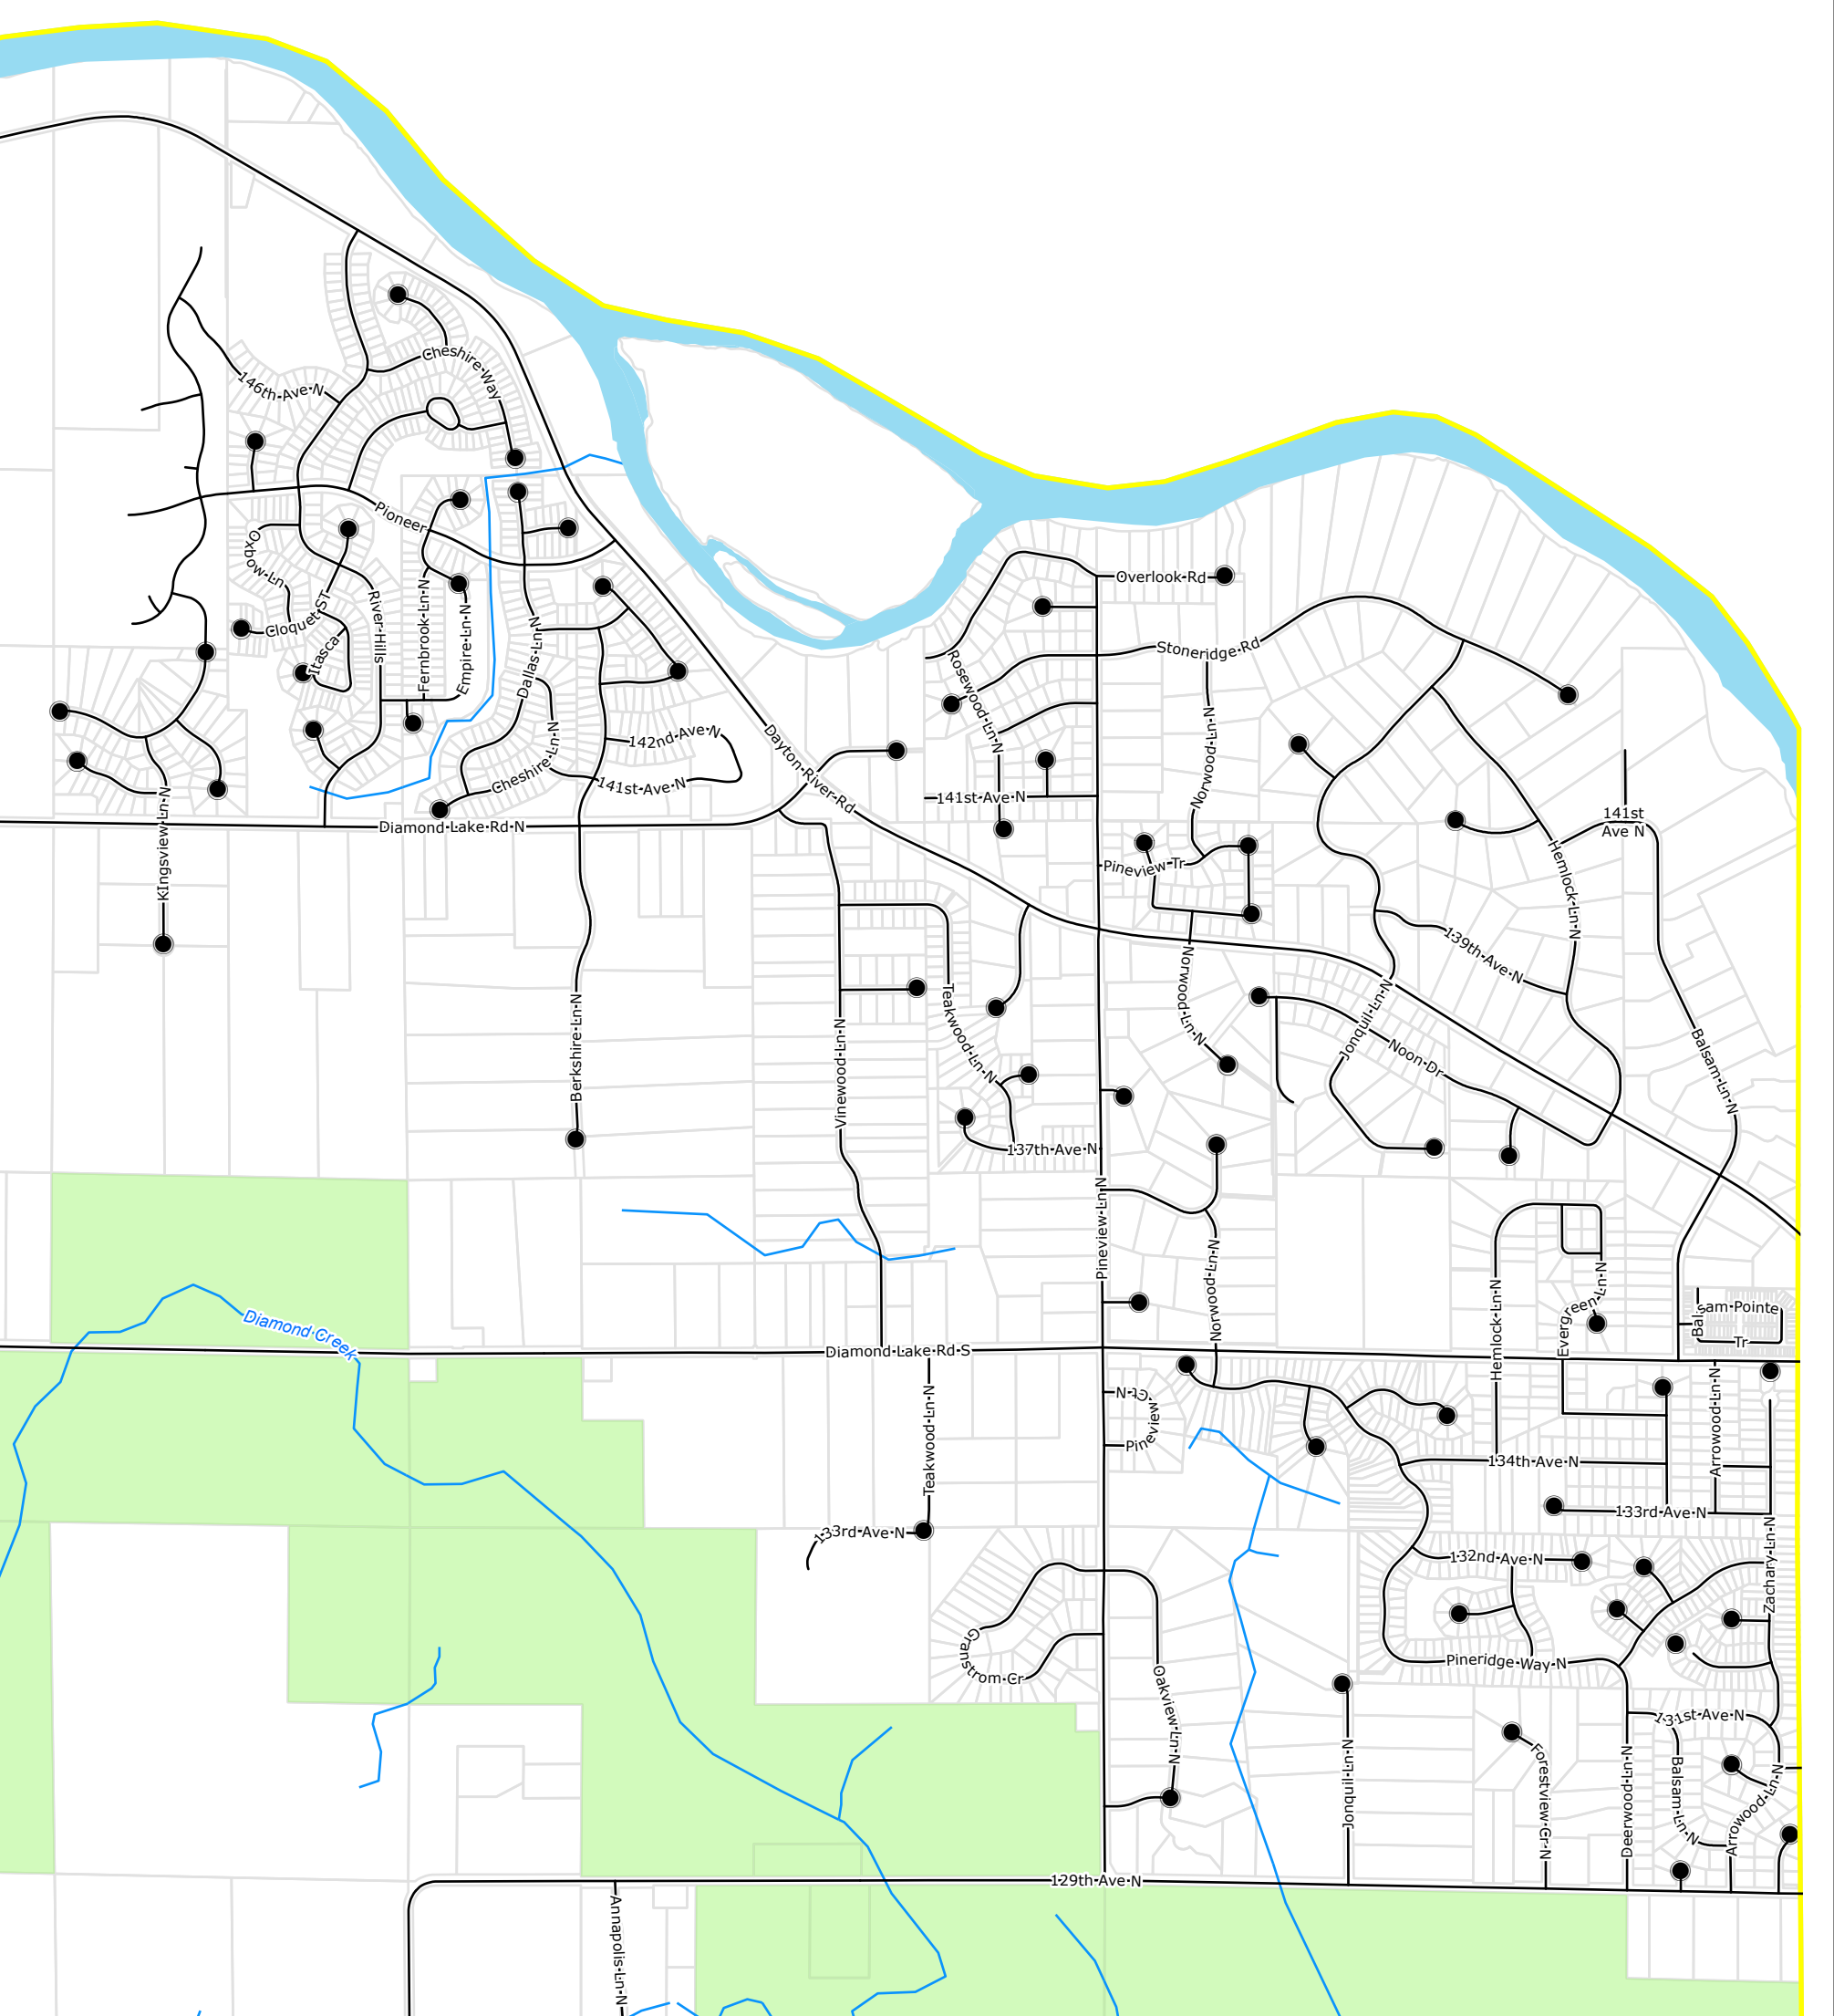 Cheshire Way
146th Ave N
Pioneer
Oxbow Ln
Overlook Rd
Cloquet ST
River Hills
Fernbrook Ln N
Empire Ln N
Itasca
Dallas Ln N
Stoneridge Rd
Rosewood Ln N
Norwood Ln N
142nd Ave N
Cheshire Ln N
141st Ave N
Dayton River Rd
141st Ave N
141st
Ave N
Diamond Lake Rd N
KIngsview Ln N
Pineview Tr
Hemlock Ln N
139th Ave N
Norwood Ln N
Jonquil Ln N
Noon Dr
Balsam Ln N
Berkshire Ln N
Vinewood Ln N
Teakwood Ln N
137th Ave N
Pineview Ln N
Norwood Ln N
Hemlock Ln N
Evergreen Ln N
Balsam Pointe
Tr
Diamond Creek
Diamond Lake Rd S
Teakwood Ln N
Pineview Ct N
Arrowood Ln N
134th Ave N
133rd Ave N
133rd Ave N
132nd Ave N
Zachary Ln N
Granstrom Cr
Oakview Ln N
Pineridge Way N
131st Ave N
Jonquil Ln N
Forestview Cr N
Deerwood Ln N
Balsam Ln N
Arrowood Ln N
129th Ave N
Annapolis Ln N